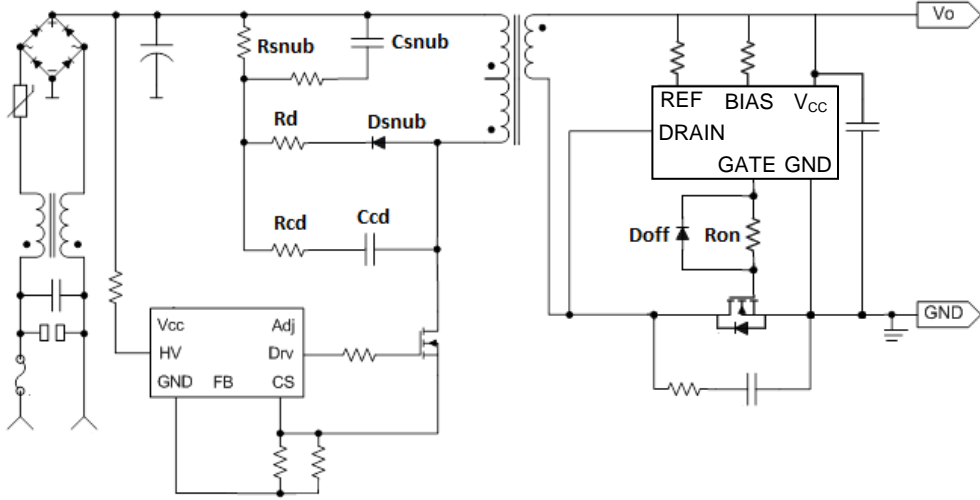 Vo
Rsnub
Csnub
REF BIAS VCC
DRAIN
GATE GND
Rd
Dsnub
Rcd
Ccd
Doff
Ron
GND
Vcc Adj
HV Drv
GND FB CS
+
~ ~
−